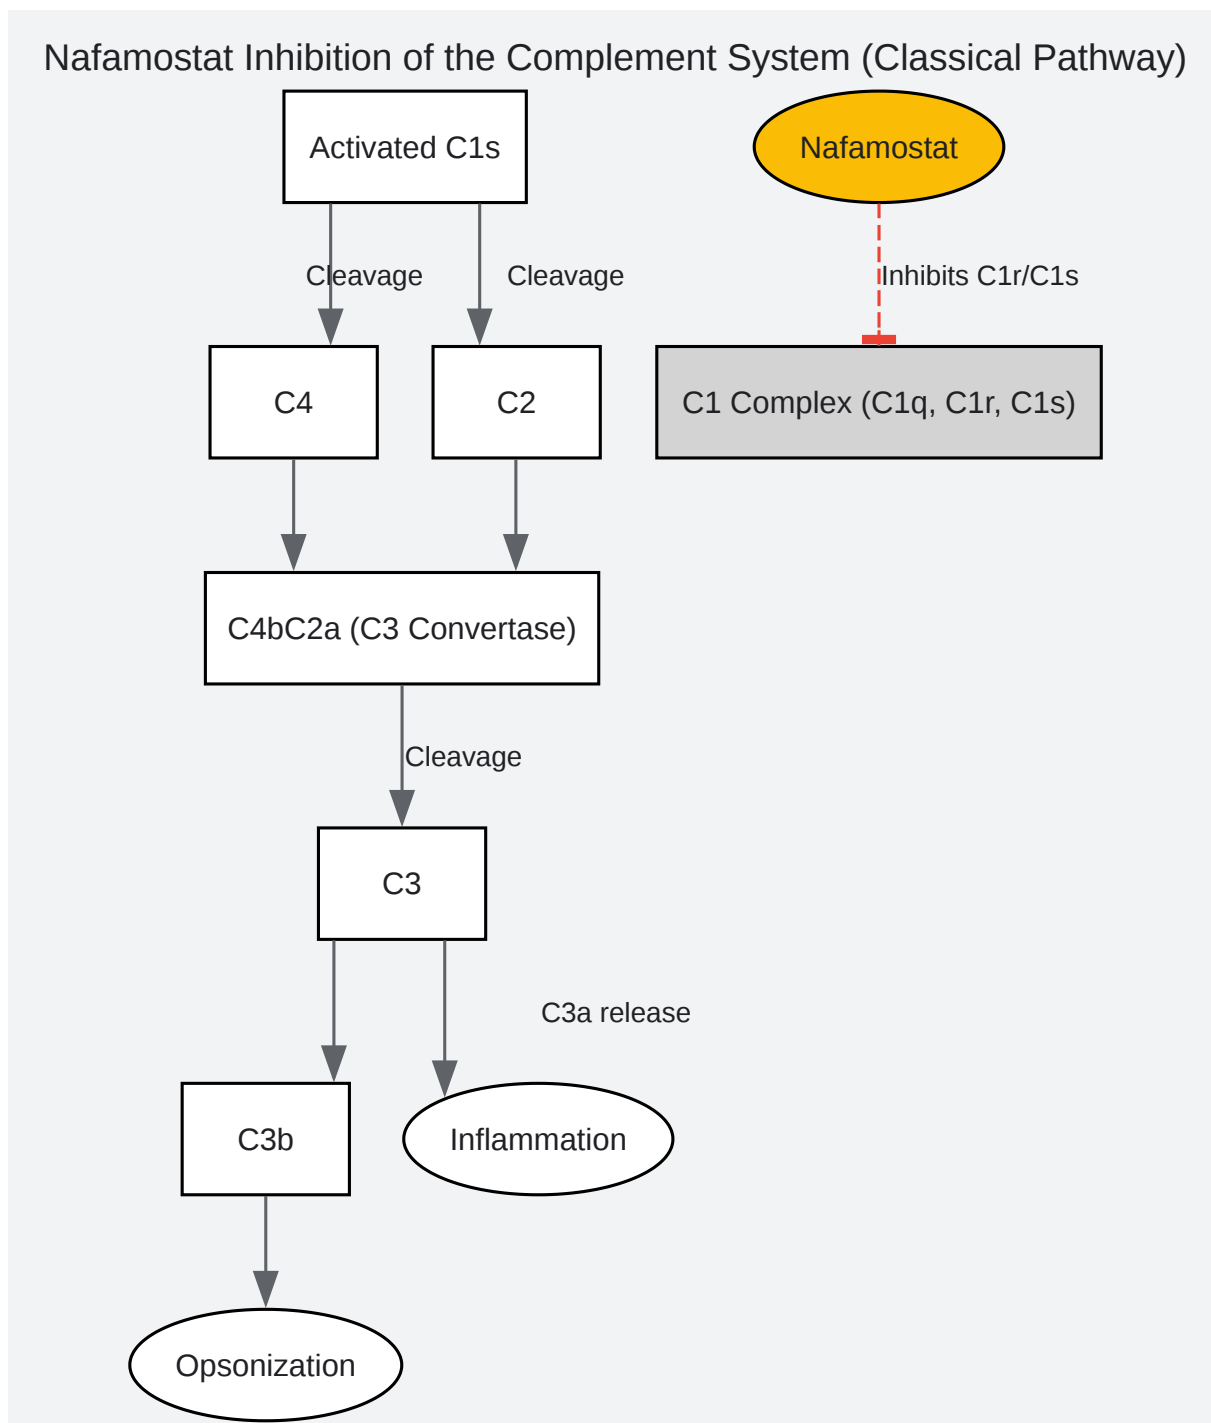 Nafamostat Inhibition of the Complement System (Classical Pathway)
Activated C1s
Nafamostat
Cleavage
Cleavage
Inhibits C1r/C1s
C4
C2
C1 Complex (C1q, C1r, C1s)
C4bC2a (C3 Convertase)
Cleavage
C3
C3a release
C3b
Inflammation
Opsonization